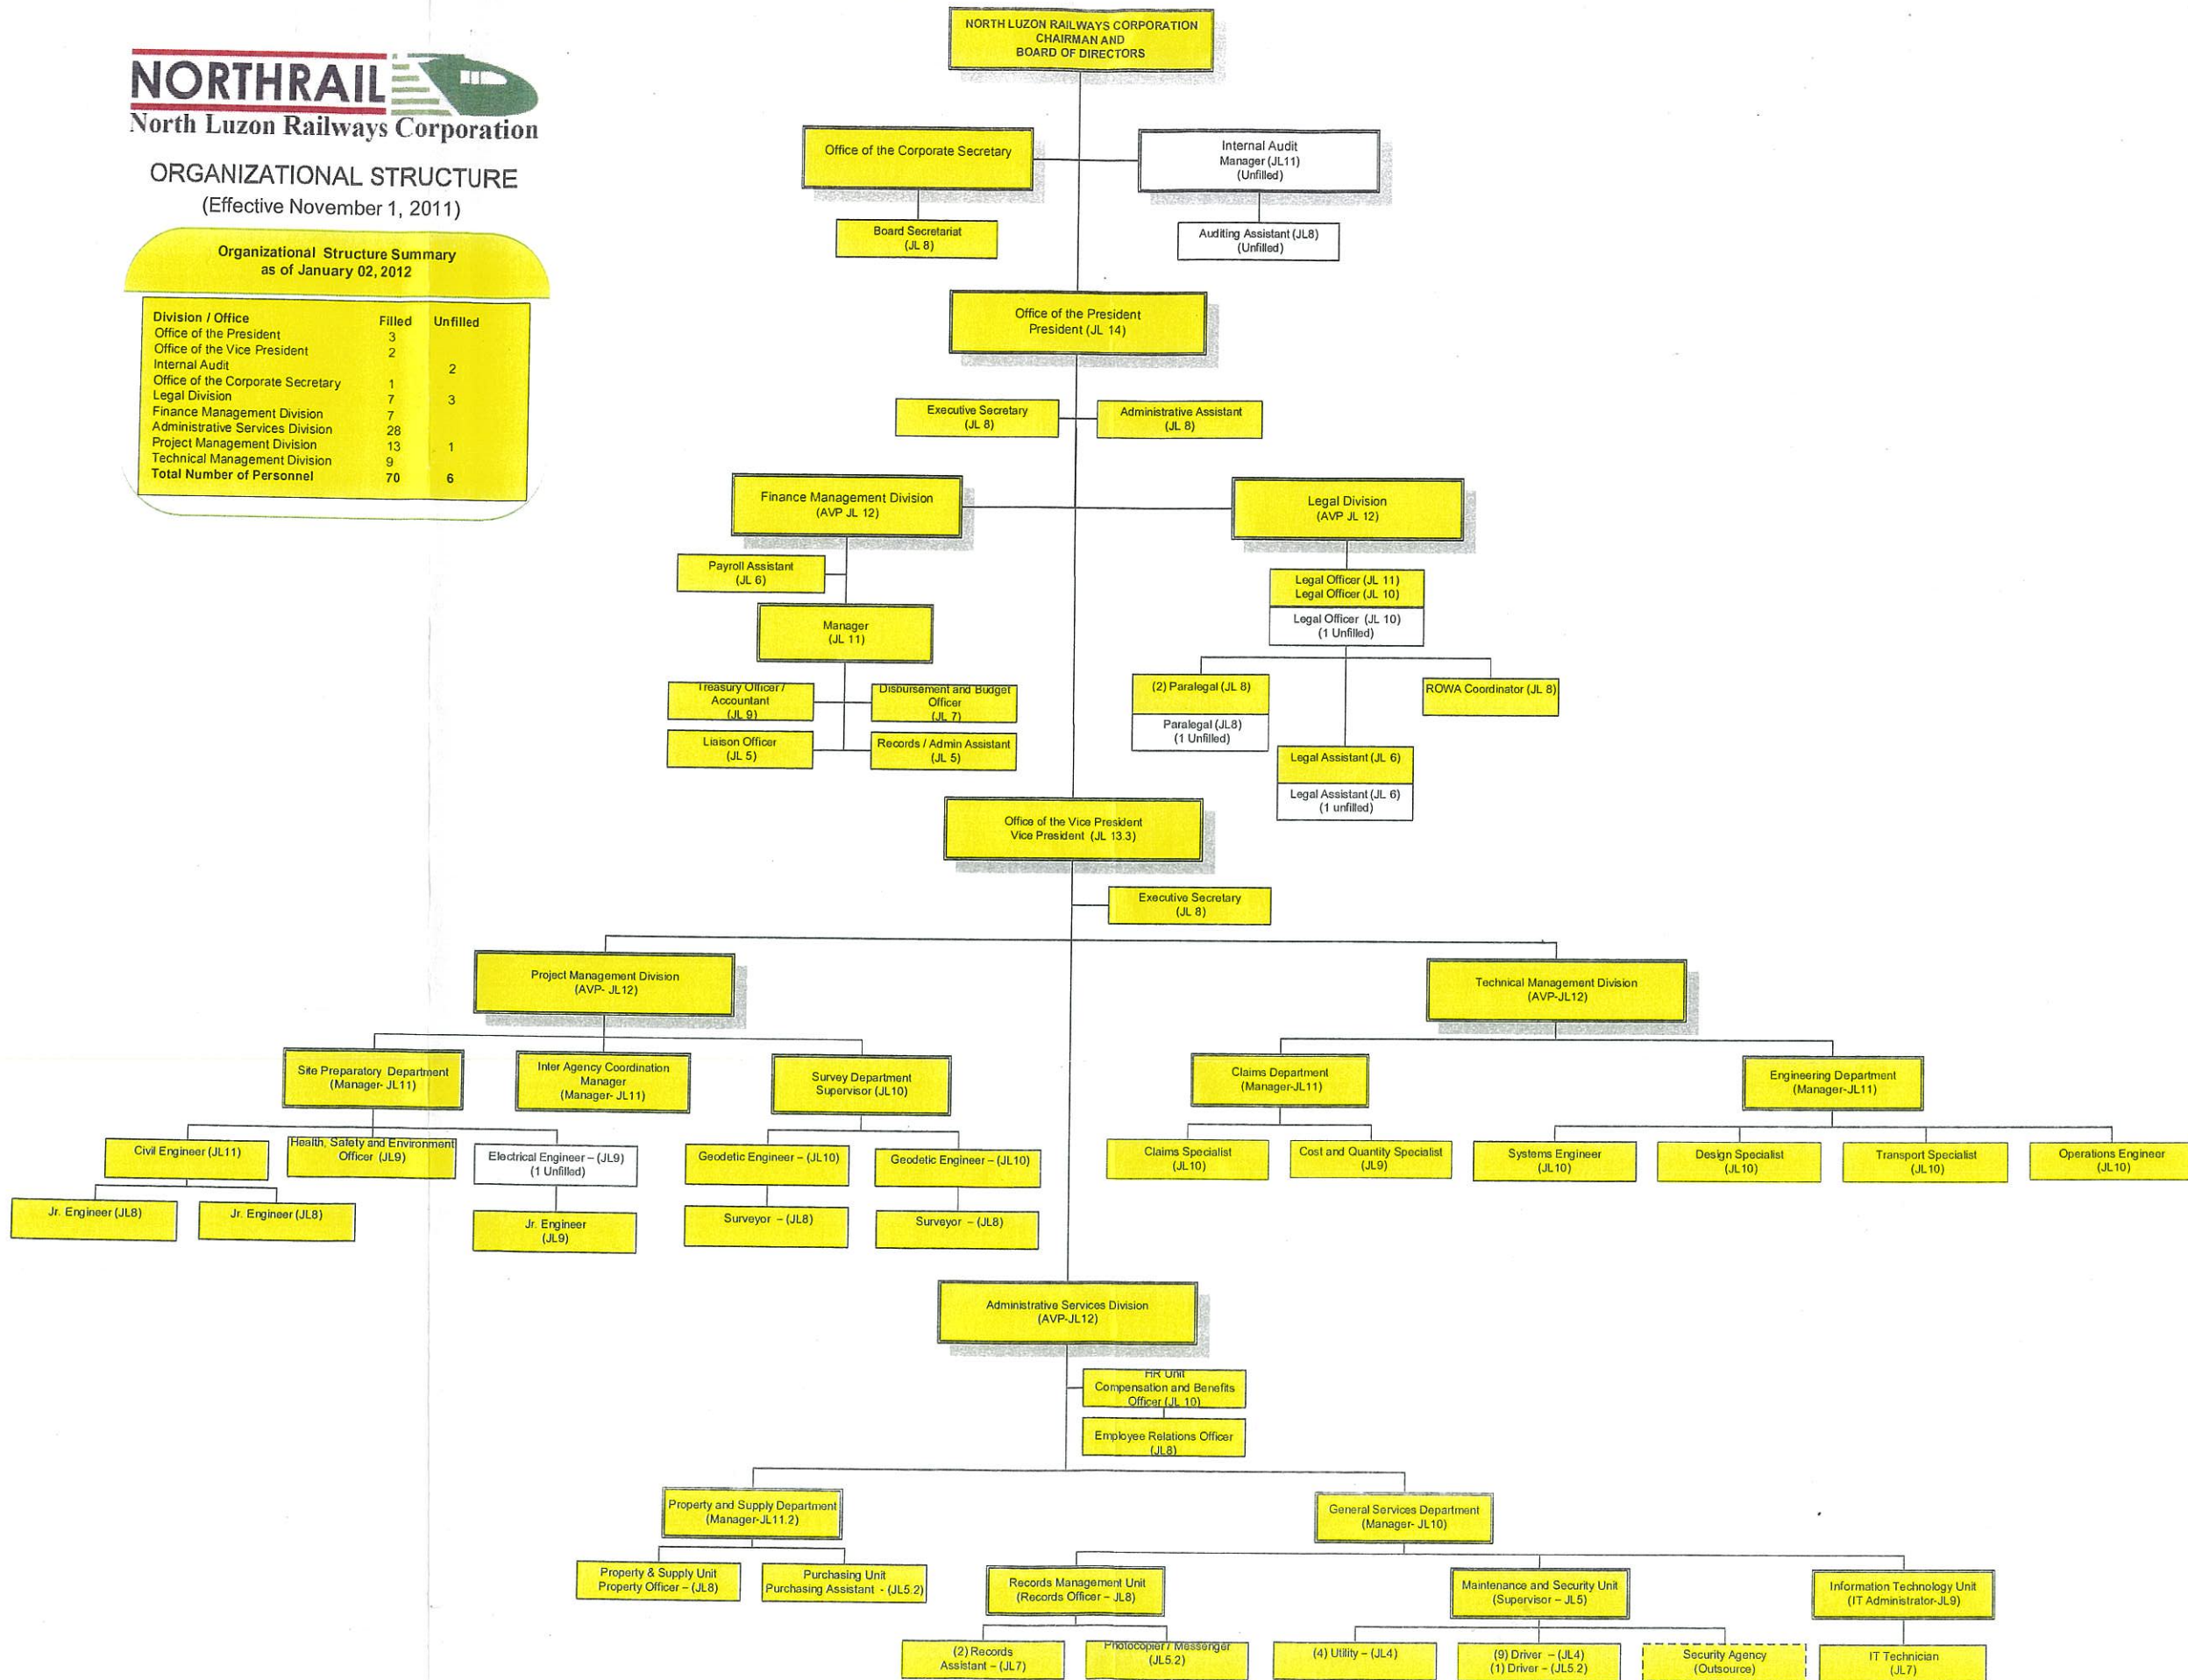 NORTH LUZON RAILWAYS CORPORATION
CHAIRMAN AND
BOARD OF DIRECTORS
NORTHRAIL
North Luzon Railways Corporation
ORGANIZATIONAL STRUCTURE
(Effective November 1, 2011)
Organizational Structure Summary
as of January 02, 2012
Division / Office Filled Unfilled
Office of the President 3
Office of the Vice President 2
Internal Audit 2
Office of the Corporate Secretary 1
Legal Division 7 3
Finance Management Division 7
Administrative Services Division 28
Project Management Division 13 1
Technical Management Division 9
Total Number of Personnel 70 6
Office of the Corporate Secretary
Internal Audit
Manager (JL11)
(Unfilled)
Board Secretariat
(JL 8)
Auditing Assistant (JL8)
(Unfilled)
Office of the President
President (JL 14)
Executive Secretary
(JL 8)
Administrative Assistant
(JL 8)
Finance Management Division
(AVP JL 12)
Legal Division
(AVP JL 12)
Payroll Assistant
(JL 6)
Manager
(JL 11)
Treasury Officer /
Accountant
(JL 9)
Disbursement and Budget
Officer
(JL 7)
Liaison Officer
(JL 5)
Records / Admin Assistant
(JL 5)
Legal Officer (JL 11)
Legal Officer (JL 10)
Legal Officer (JL 10)
(1 Unfilled)
(2) Paralegal (JL 8)
Paralegal (JL8)
(1 Unfilled)
ROWA Coordinator (JL 8)
Legal Assistant (JL 6)
Legal Assistant (JL 6)
(1 unfilled)
Office of the Vice President
Vice President (JL 13.3)
Executive Secretary
(JL 8)
Project Management Division
(AVP- JL12)
Technical Management Division
(AVP-JL12)
Site Preparatory Department
(Manager- JL11)
Inter Agency Coordination
Manager
(Manager- JL11)
Survey Department
Supervisor (JL10)
Claims Department
(Manager-JL11)
Engineering Department
(Manager-JL11)
Civil Engineer (JL11)
Health, Safety and Environment
Officer (JL9)
Electrical Engineer – (JL9)
(1 Unfilled)
Geodetic Engineer – (JL10)
Geodetic Engineer – (JL10)
Claims Specialist
(JL10)
Cost and Quantity Specialist
(JL9)
Systems Engineer
(JL10)
Design Specialist
(JL10)
Transport Specialist
(JL10)
Operations Engineer
(JL10)
Jr. Engineer (JL8)
Jr. Engineer (JL8)
Jr. Engineer
(JL9)
Surveyor – (JL8)
Surveyor – (JL8)
Administrative Services Division
(AVP-JL12)
HR Unit
Compensation and Benefits
Officer (JL 10)
Employee Relations Officer
(JL8)
Property and Supply Department
(Manager-JL11.2)
General Services Department
(Manager- JL10)
Property & Supply Unit
Property Officer – (JL8)
Purchasing Unit
Purchasing Assistant - (JL5.2)
Records Management Unit
(Records Officer – JL8)
Maintenance and Security Unit
(Supervisor – JL5)
Information Technology Unit
(IT Administrator-JL9)
(2) Records
Assistant – (JL7)
Photocopier / Messenger
(JL5.2)
(4) Utility – (JL4)
(9) Driver – (JL4)
(1) Driver – (JL5.2)
Security Agency
(Outsource)
IT Technician
(JL7)